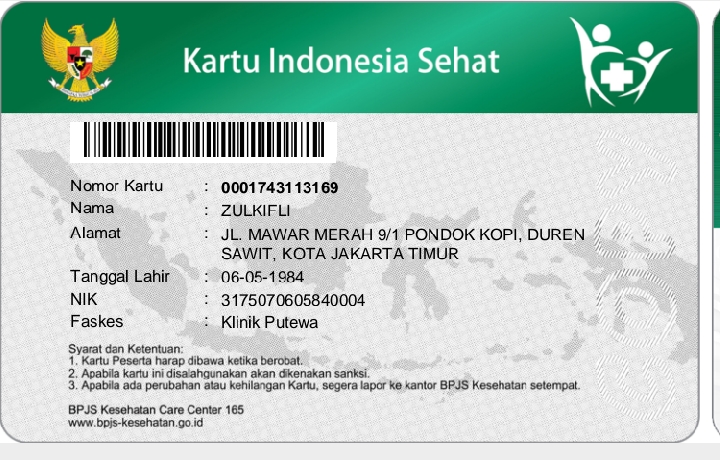 Kartu Indonesia Sehat
Nomor Kartu : 0001743113169
Nama : ZULKIFLI
Alamat : JL. MAWAR MERAH 9/1 PONDOK KOPI, DUREN
SAWIT, KOTA JAKARTA TIMUR
Tanggal Lahir : 06-05-1984
NIK : 3175070605840004
Faskes : Klinik Putewa
Syarat dan Ketentuan:
1. Kartu Peserta harap dibawa ketika berobat.
2. Apabila kartu ini disalahgunakan akan dikenakan sanksi.
3. Apabila ada perubahan atau kehilangan Kartu, segera lapor ke kantor BPJS Kesehatan setempat.
BPJS Kesehatan Care Center 165
www.bpjs-kesehatan.go.id